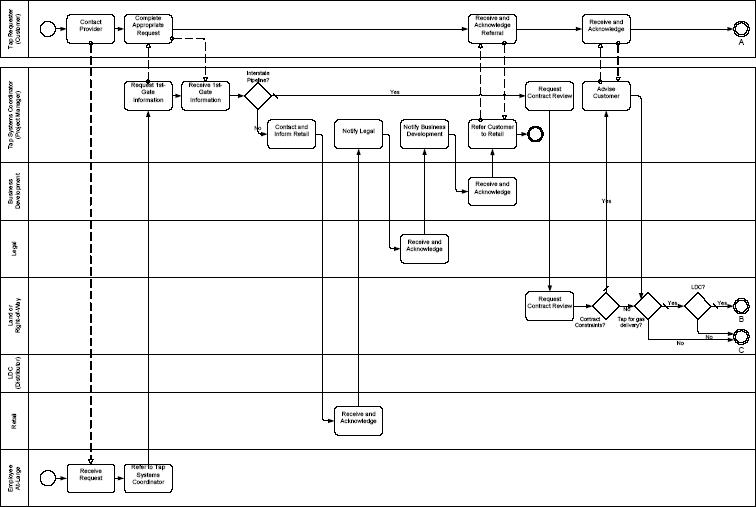 Tap Requester
(Customer)
Contact
Provider
Complete
Appropriate
Request
Receive and
Acknowledge
Referral
Receive and
Acknowledge
A
Tap Systems Coordinator
(Project Manager)
Request 1st-
Gate
Information
Receive 1st-
Gate
Information
Interstate
Pipeline?
Yes
No
Request
Contract Review
Advise
Customer
Contact and
Inform Retail
Notify Legal
Notify Business
Development
Refer Customer
to Retail
Business
Development
Receive and
Acknowledge
Yes
Legal
Receive and
Acknowledge
Land or
Right-of-Way
Request
Contract Review
Contract
Constraints?
No
Tap for gas
delivery?
Yes
LDC?
Yes
B
No
No
C
LDC
(Distributor)
Retail
Receive and
Acknowledge
Employee
At-Large
Receive
Request
Refer to Tap
Systems
Coordinator